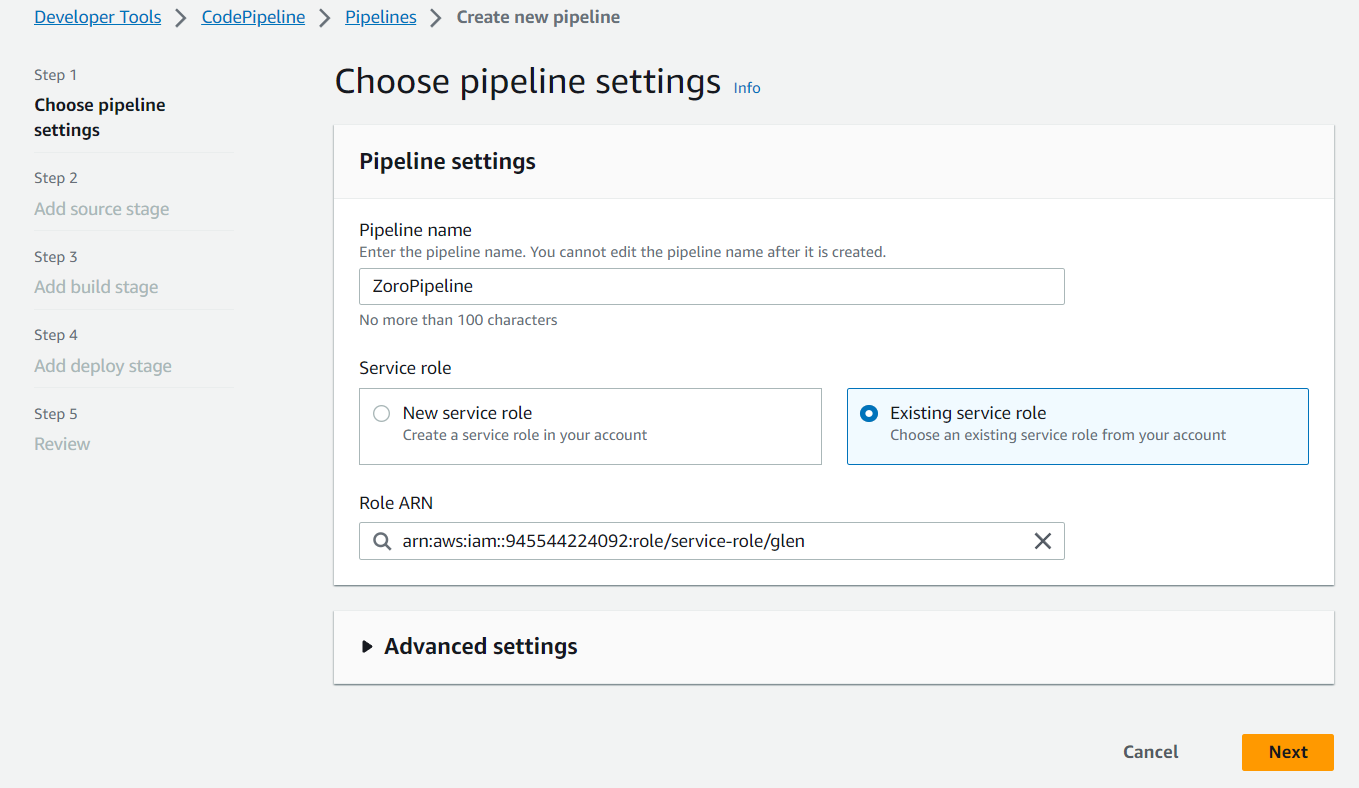 Developer Tools > CodePipeline > Pipelines > Create new pipeline
Step 1
Choose pipeline
settings
Step 2
Add source stage
Step 3
Add build stage
Step 4
Add deploy stage
Step 5
Review
Choose pipeline settings Info
Pipeline settings
Pipeline name
Enter the pipeline name. You cannot edit the pipeline name after it is created.
ZoroPipeline
No more than 100 characters
Service role
New service role
Create a service role in your account
Existing service role
Choose an existing service role from your account
Role ARN
arn:aws:iam::945544224092:role/service-role/glen
Advanced settings
Cancel
Next